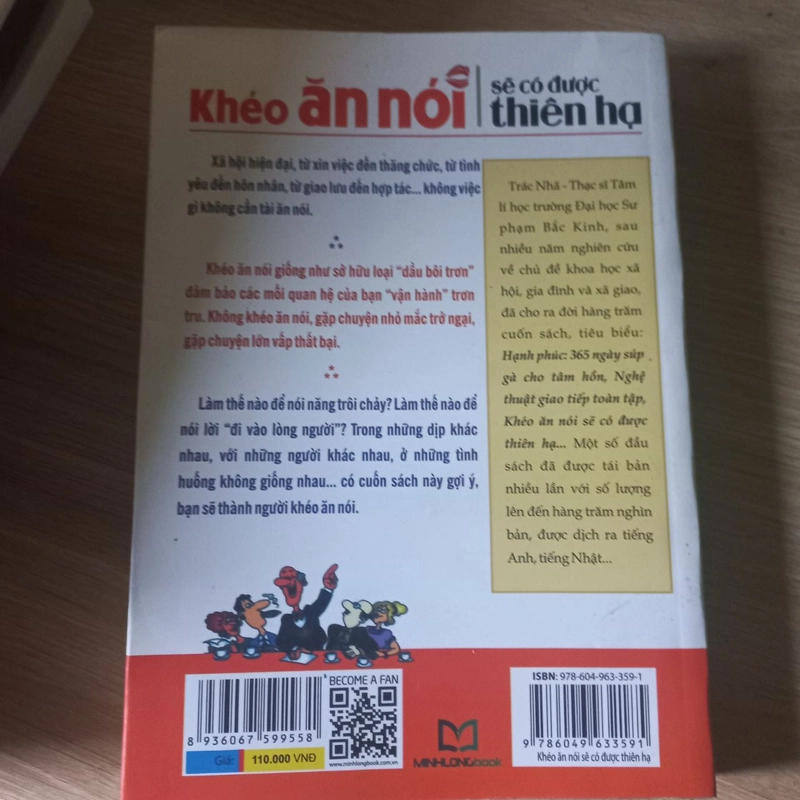 Khéo ăn nói sẽ có được
thiên hạ
Xã hội hiện đại, từ xin việc đến thăng chức, từ tình
yêu đến hôn nhân, từ giao lưu đến hợp tác... không việc
gì không cần tài ăn nói.
Khéo ăn nói giống như sở hữu loại "dầu bôi trơn"
đảm bảo các mối quan hệ của bạn "vận hành" trơn
tru. Không khéo ăn nói, gặp chuyện nhỏ mắc trở ngại,
gặp chuyện lớn vấp thất bại.
Làm thế nào để nói năng trôi chảy? Làm thế nào để
nói lời "đi vào lòng người"? Trong những dịp khác
nhau, với những người khác nhau, ở những tình
huống không giống nhau... có cuốn sách này gợi ý,
bạn sẽ thành người khéo ăn nói.
Trác Nhã - Thạc sĩ Tâm
lí học trường Đại học Sư
phạm Bắc Kinh, sau
nhiều năm nghiên cứu
về chủ đề khoa học xã
hội, gia đình và xã giao,
đã cho ra đời hàng trăm
cuốn sách, tiêu biểu:
Hạnh phúc: 365 ngày súp
gà cho tâm hồn, Nghệ
thuật giao tiếp toàn tập,
Khéo ăn nói sẽ có được
thiên hạ... Một số đầu
sách đã được tái bản
nhiều lần với số lượng
lên đến hàng trăm nghìn
bản, được dịch ra tiếng
Anh, tiếng Nhật...
8 936067 599558
Giá: 110.000 VNĐ
BECOME A FAN
www.minhlongbook.com.vn
MINHLONGbook
ISBN: 978-604-963-359-1
9 786049 633591
Khéo ăn nói sẽ có được thiên hạ